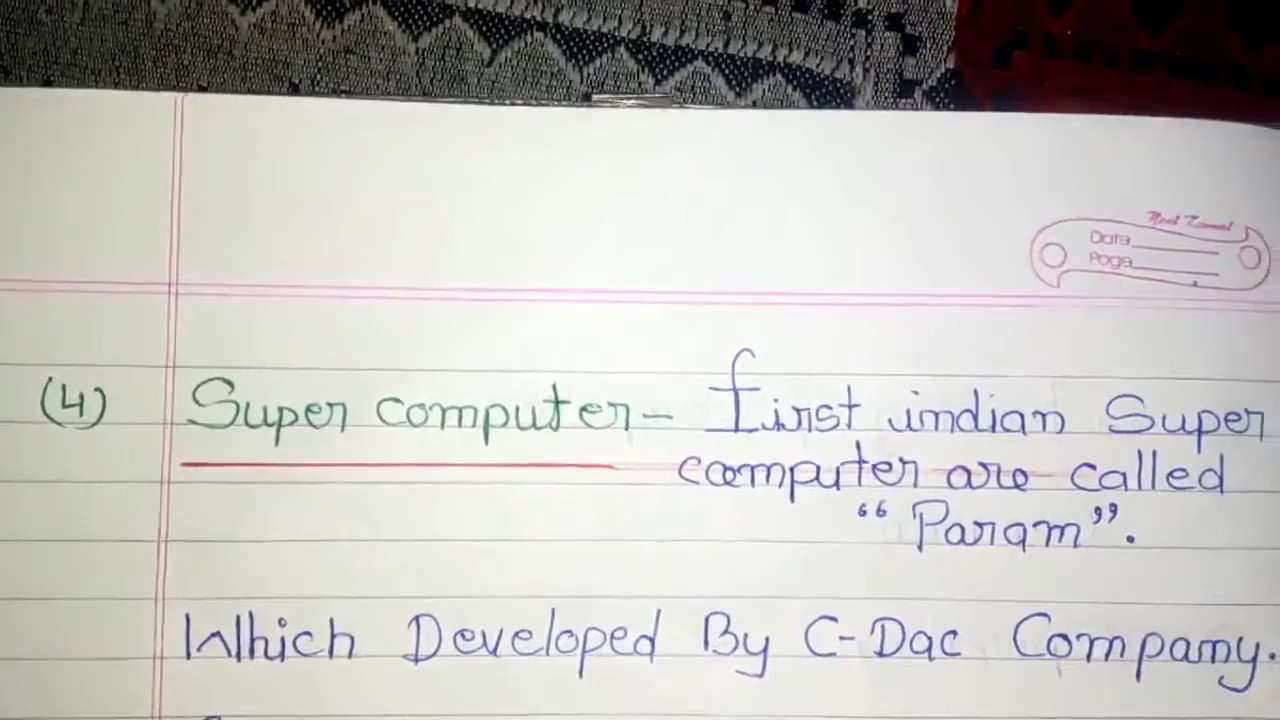 Date
Page
(4) Super computer - first indian Super
computer are called
“ Param”.
Which Developed By C-Dac Company.